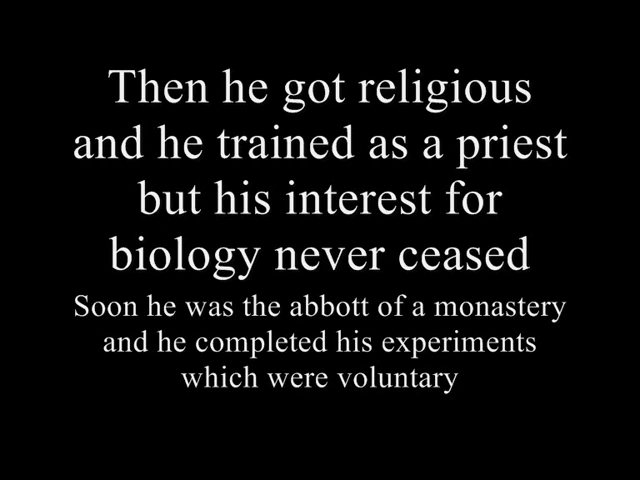 Then he got religious
and he trained as a priest
but his interest for
biology never ceased
Soon he was the abbott of a monastery
and he completed his experiments
which were voluntary